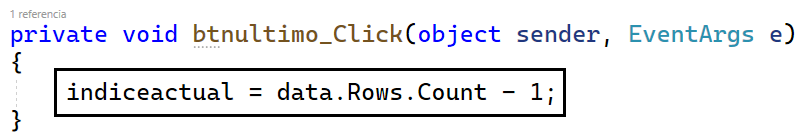 1 referencia
private void btnultimo_Click(object sender, EventArgs e)
{
indiceactual = data.Rows.Count - 1;
}